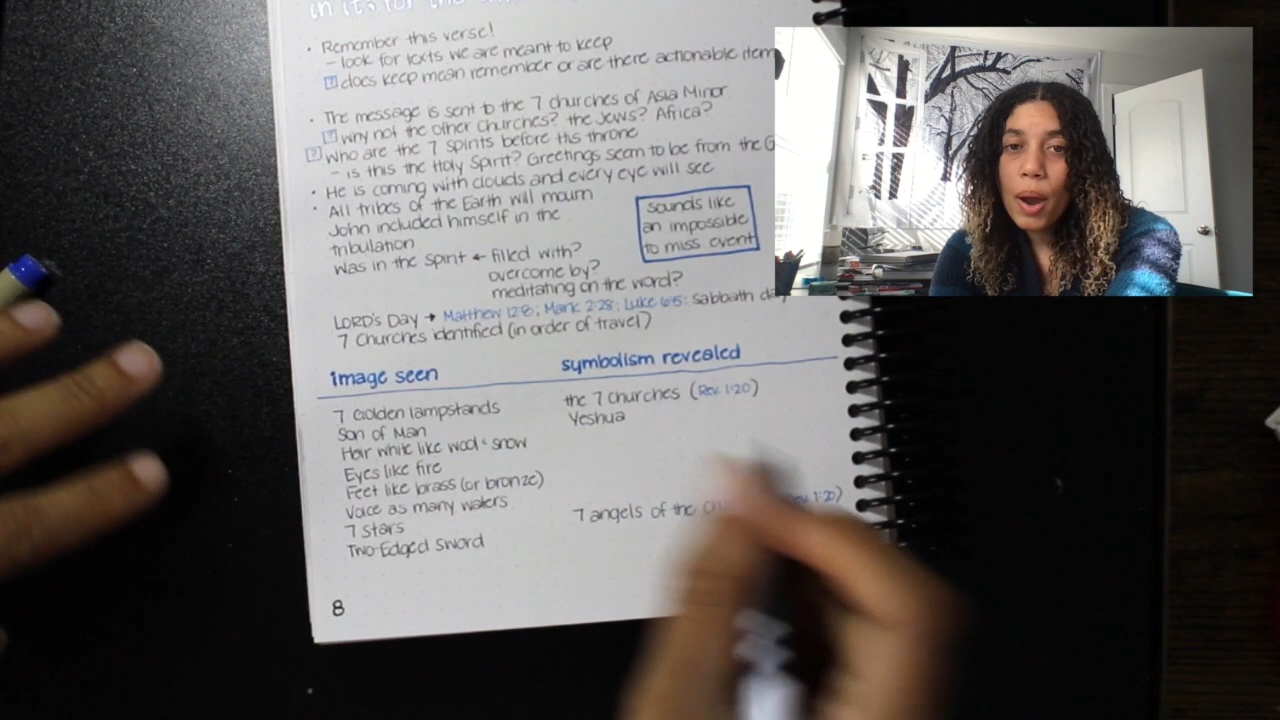 in it: for the
• Remember this verse!
- look for texts we are meant to keep
[?] does keep mean remember or are there actionable item
• The message is sent to the 7 churches of Asia Minor
[?] why not the other churches? the Jews? Africa?
[?] who are the 7 spirits before His throne
- is this the Holy Spirit? Greetings seem to be from the G
• He is coming with clouds and every eye will see
• All tribes of the Earth will mourn
John included himself in the
tribulation
was in the spirit ← filled with?
overcome by?
meditating on the word?
sounds like
an impossible
to miss event
LORD's Day → Matthew 12:8; Mark 2:28; Luke 6:5: sabbath da
7 Churches identified (in order of travel)
image seen symbolism revealed
7 Golden lampstands the 7 churches (Rev. 1:20)
Son of Man Yeshua
Hair white like wool + snow
Eyes like fire
Feet like brass (or bronze)
Voice as many waters
7 stars 7 angels of the 1:20)
Two-Edged Sword
8